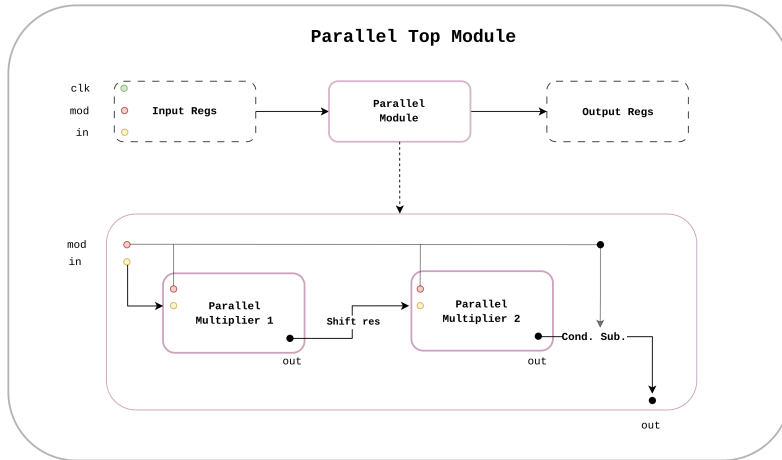 Parallel Top Module
clk
mod
in
Input Regs
Parallel
Module
Output Regs
mod
in
Parallel
Multiplier 1
out
Shift res
Parallel
Multiplier 2
out
Cond. Sub.
out